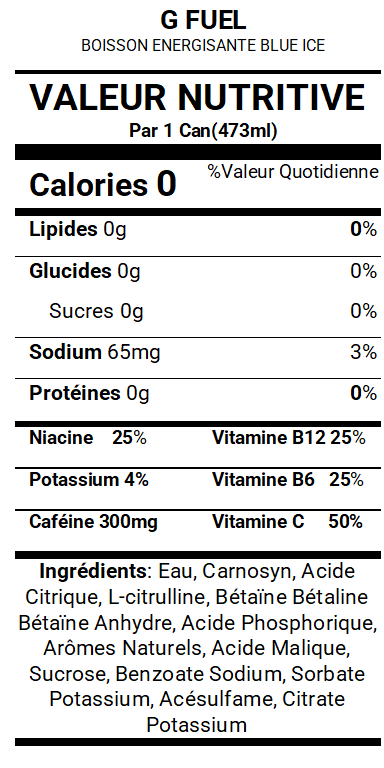 G FUEL
BOISSON ENERGISANTE BLUE ICE
VALEUR NUTRITIVE
Par 1 Can(473ml)
Calories 0 %Valeur Quotidienne
Lipides 0g 0%
Glucides 0g 0%
Sucres 0g 0%
Sodium 65mg 3%
Protéines 0g 0%
Niacine 25% Vitamine B12 25%
Potassium 4% Vitamine B6 25%
Caféine 300mg Vitamine C 50%
Ingrédients: Eau, Carnosyn, Acide
Citrique, L-citrulline, Bétaïne Bétaline
Bétaïne Anhydre, Acide Phosphorique,
Arômes Naturels, Acide Malique,
Sucrose, Benzoate Sodium, Sorbate
Potassium, Acésulfame, Citrate
Potassium